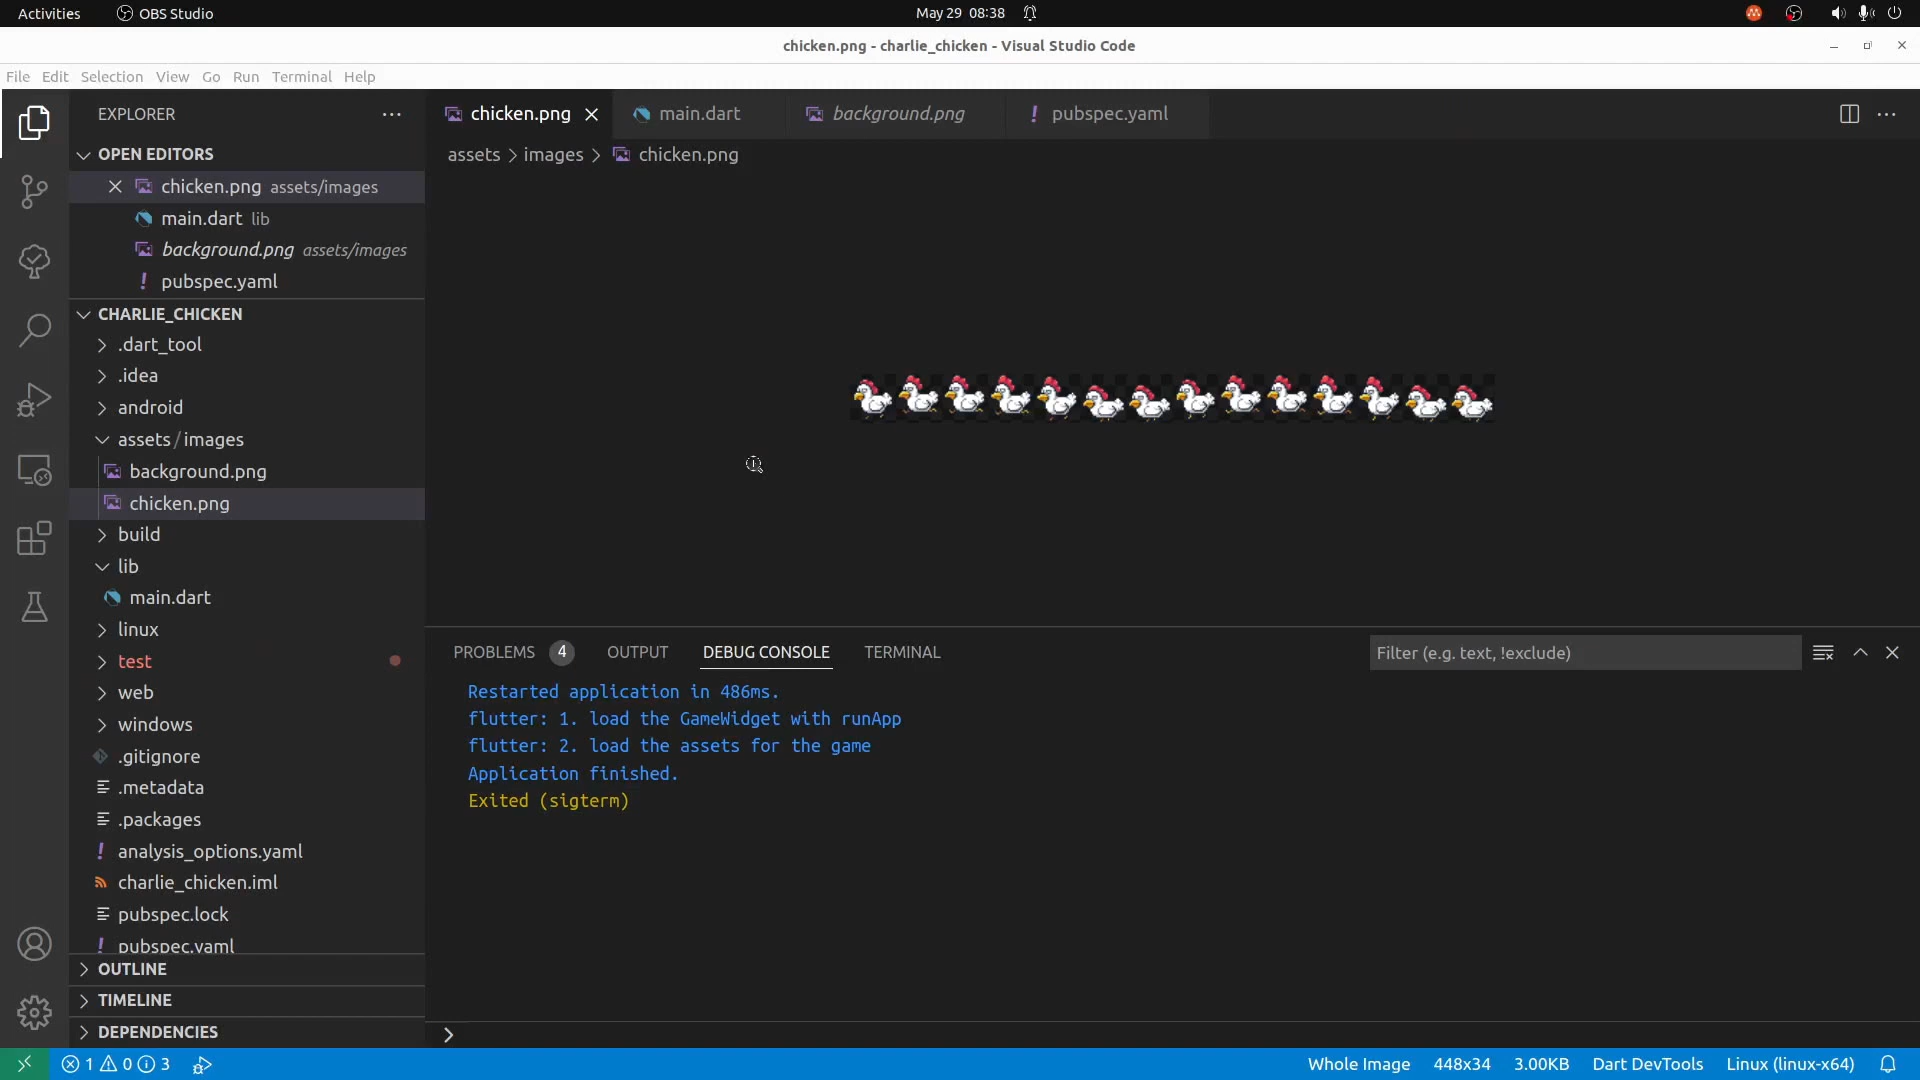 Activities OBS Studio May 29 08:38
chicken.png - charlie_chicken - Visual Studio Code
File Edit Selection View Go Run Terminal Help
EXPLORER
OPEN EDITORS
chicken.png assets/images
main.dart lib
background.png assets/images
pubspec.yaml
CHARLIE_CHICKEN
.dart_tool
.idea
android
assets/images
background.png
chicken.png
build
lib
main.dart
linux
test
web
windows
.gitignore
.metadata
.packages
analysis_options.yaml
charlie_chicken.iml
pubspec.lock
pubspec.yaml
OUTLINE
TIMELINE
DEPENDENCIES
chicken.png main.dart background.png pubspec.yaml
assets > images > chicken.png
PROBLEMS 4 OUTPUT DEBUG CONSOLE TERMINAL Filter (e.g. text, !exclude)
Restarted application in 486ms.
flutter: 1. load the GameWidget with runApp
flutter: 2. load the assets for the game
Application finished.
Exited (sigterm)
1 0 3 Whole Image 448x34 3.00KB Dart DevTools Linux (linux-x64)